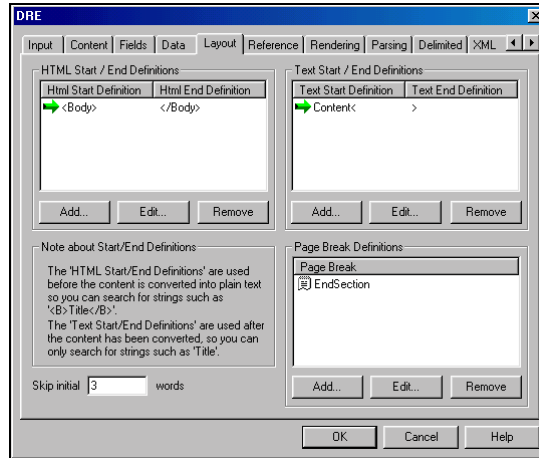 DRE
Input Content Fields Data Layout Reference Rendering Parsing Delimited XML
HTML Start / End Definitions
Html Start Definition Html End Definition
<Body> </Body>
Add... Edit... Remove
Text Start / End Definitions
Text Start Definition Text End Definition
Content< >
Add... Edit... Remove
Note about Start/End Definitions
The 'HTML Start/End Definitions' are used
before the content is converted into plain text
so you can search for strings such as
'<B>Title</B>'.
The 'Text Start/End Definitions' are used after
the content has been converted, so you can
only search for strings such as 'Title'.
Skip initial 3 words
Page Break Definitions
Page Break
EndSection
Add... Edit... Remove
OK Cancel Help